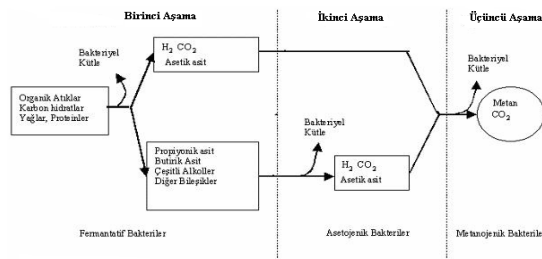 Birinci Aşama
İkinci Aşama
Üçüncü Aşama
Bakteriyel
Kütle
H2 CO2
Asetik asit
Bakteriyel
Kütle
Organik Atıklar
Karbon hidratlar
Yağlar, Proteinler
Metan
CO2
Bakteriyel
Kütle
Propiyonik asit
Butirik Asit
Çeşitli Alkoller
Diğer Bileşikler
H2 CO2
Asetik asit
Fermantatif Bakteriler
Asetojenik Bakteriler
Metanojenik Bakterile